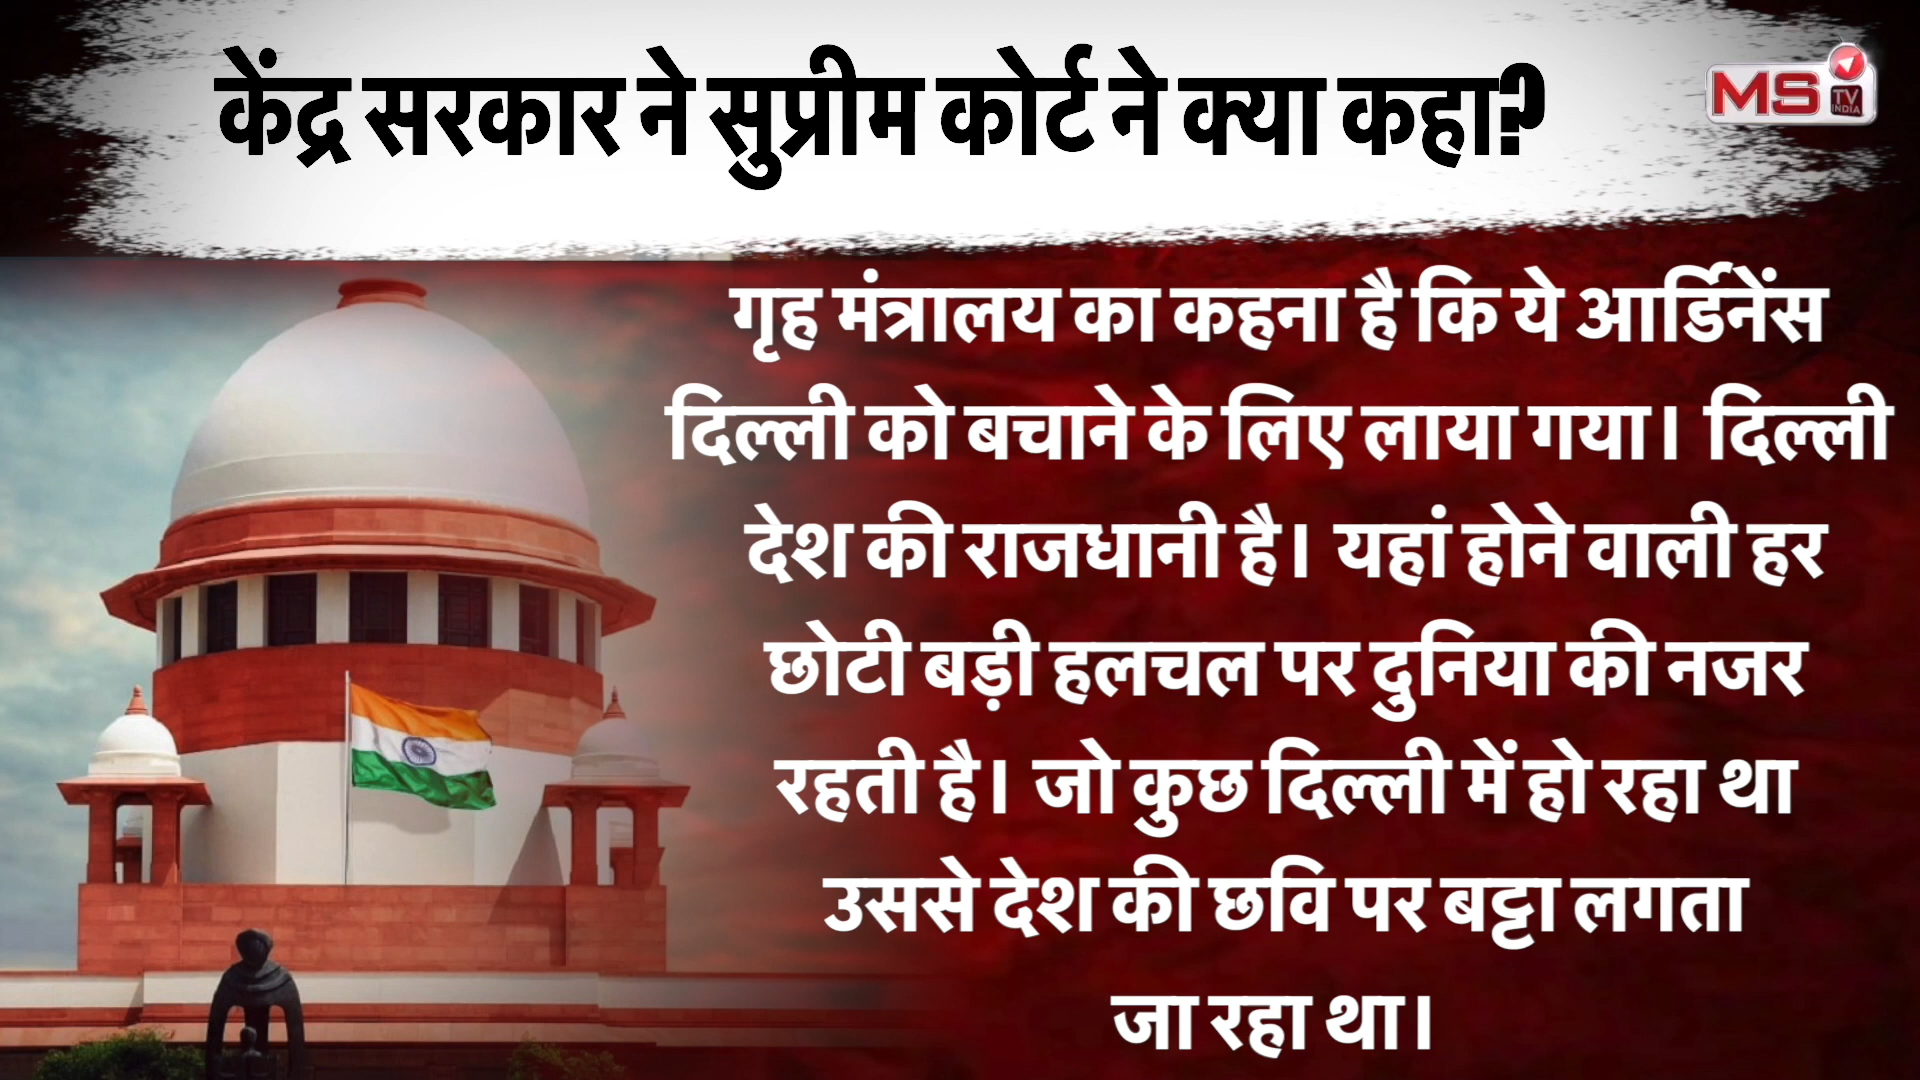 केंद्र सरकार ने सुप्रीम कोर्ट ने क्या कहा?
MS TV INDIA
गृह मंत्रालय का कहना है कि ये आर्डिनेंस
दिल्ली को बचाने के लिए लाया गया। दिल्ली
देश की राजधानी है। यहां होने वाली हर
छोटी बड़ी हलचल पर दुनिया की नजर
रहती है। जो कुछ दिल्ली में हो रहा था
उससे देश की छवि पर बट्टा लगता
जा रहा था।